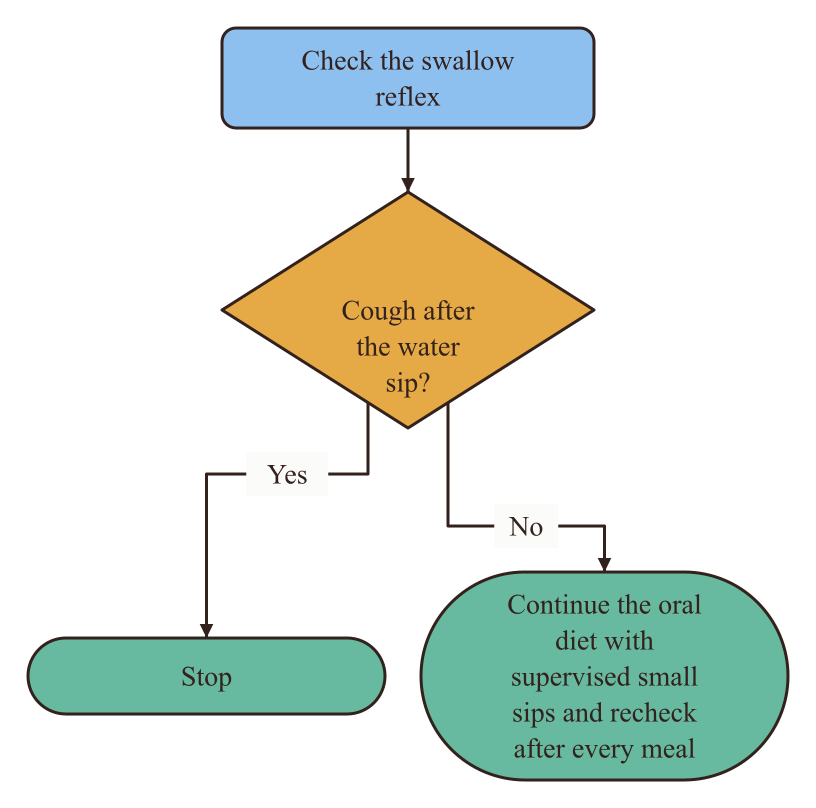 Check the swallow
reflex
Cough after
the water
sip?
Yes
No
Stop
Continue the oral
diet with
supervised small
sips and recheck
after every meal